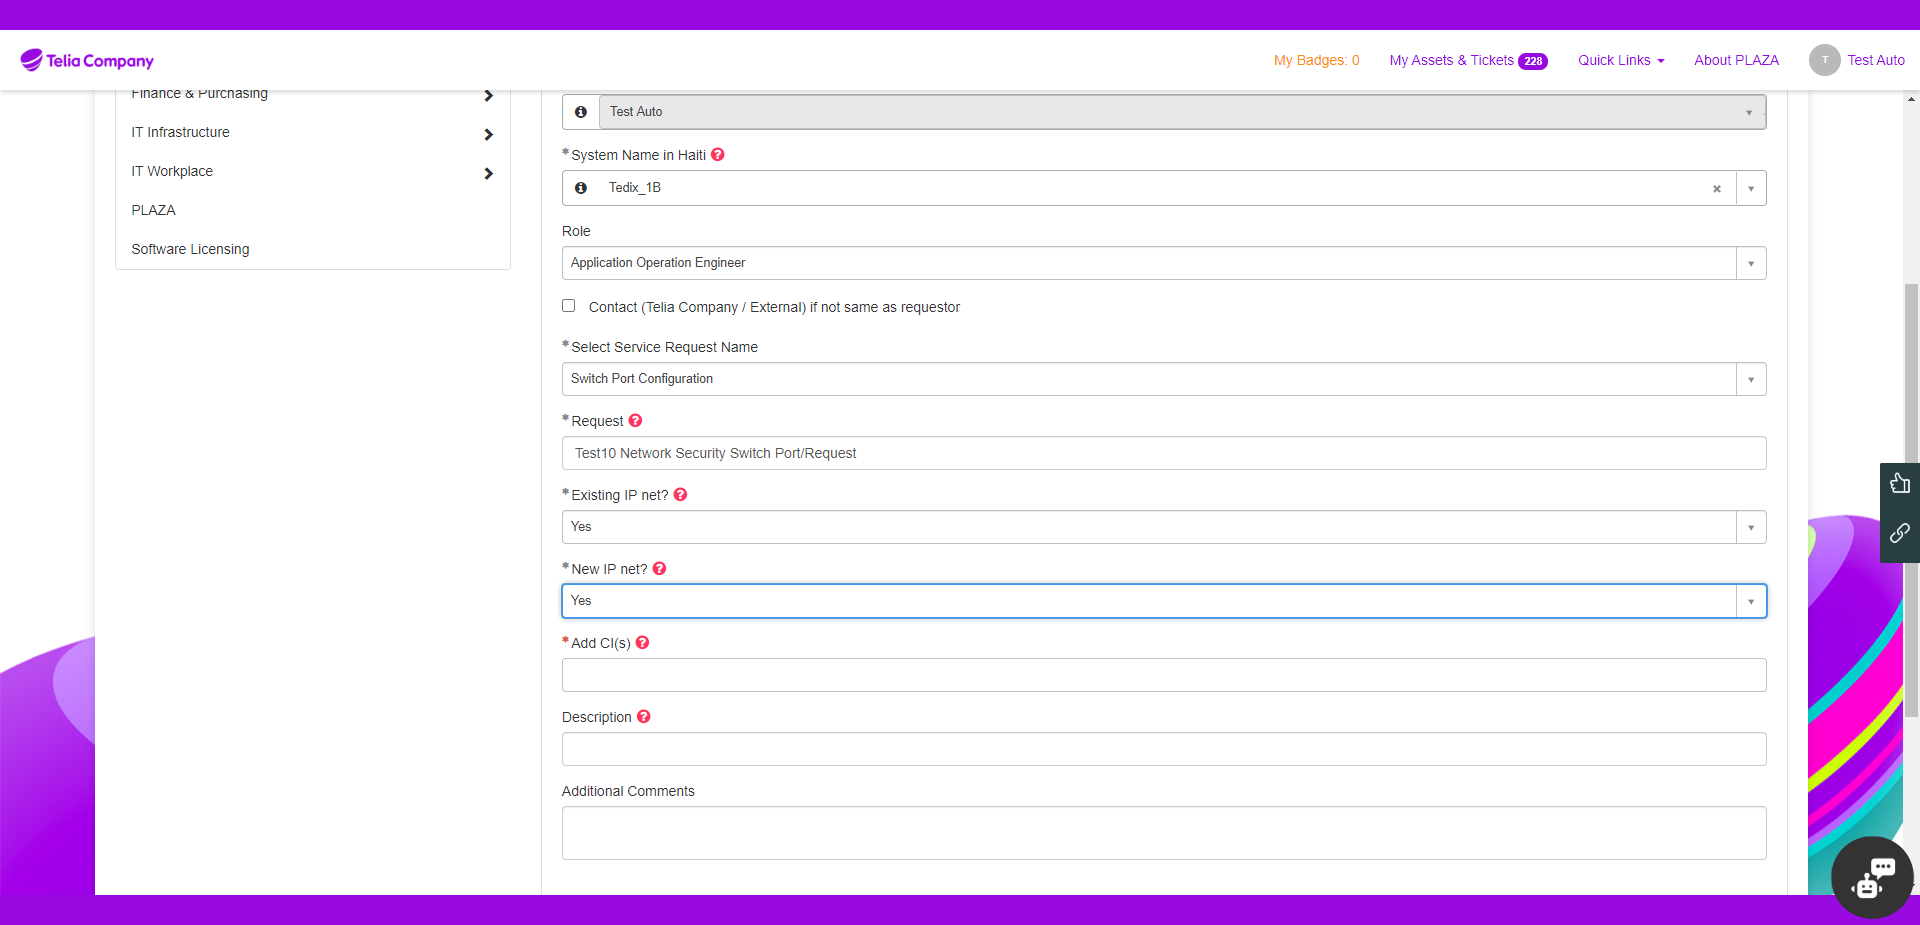 Telia Company
My Badges: 0
My Assets & Tickets 228
Quick Links
About PLAZA
T
Test Auto
Finance & Purchasing
IT Infrastructure
IT Workplace
PLAZA
Software Licensing
Test Auto
*System Name in Haiti
Tedix_1B
Role
Application Operation Engineer
Contact (Telia Company / External) if not same as requestor
*Select Service Request Name
Switch Port Configuration
*Request
Test10 Network Security Switch Port/Request
*Existing IP net?
Yes
*New IP net?
Yes
*Add CI(s)
Description
Additional Comments